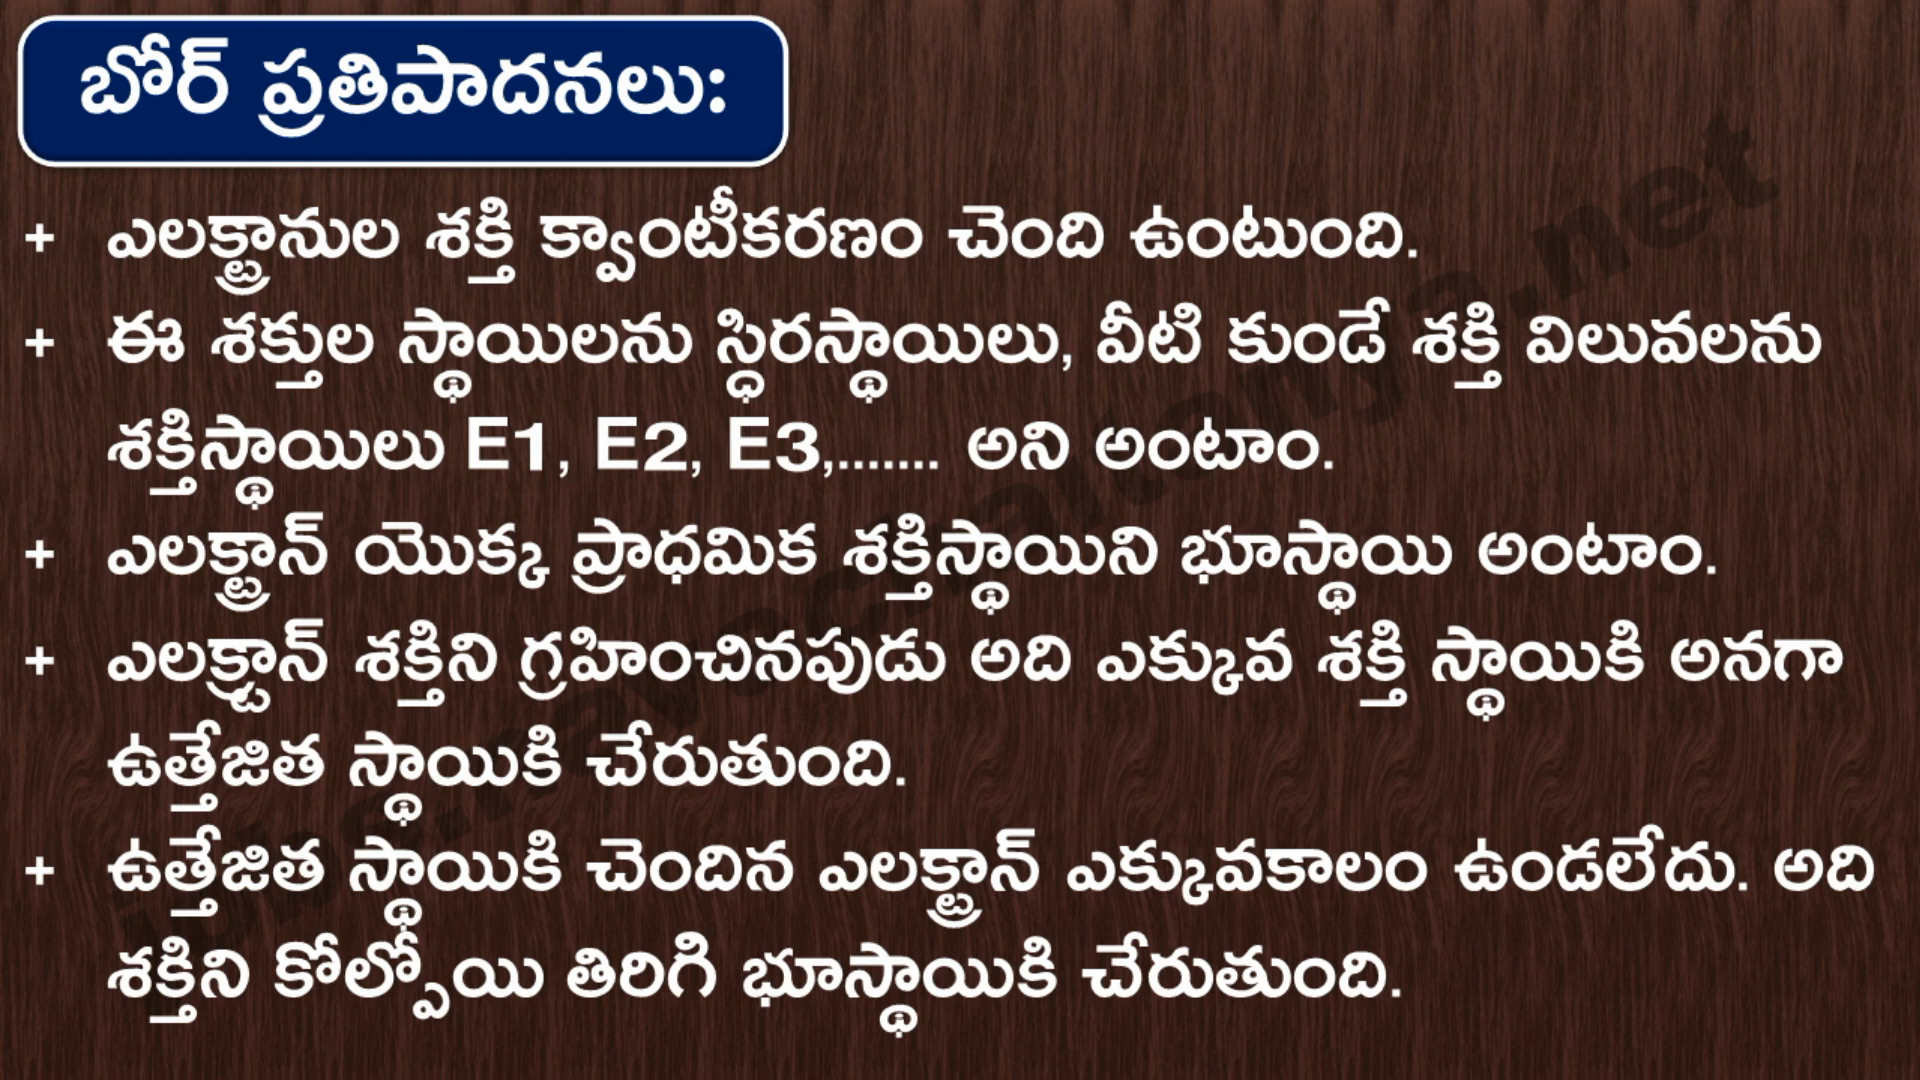 బోర్ ప్రతిపాదనలు:
+ ఎలక్ట్రానుల శక్తి క్వాంటీకరణం చెంది ఉంటుంది.
+ ఈ శక్తుల స్థాయిలను స్ధిరస్థాయిలు, వీటి కుండే శక్తి విలువలను
శక్తిస్థాయిలు E1, E2, E3,....... అని అంటాం.
+ ఎలక్ట్రాన్ యొక్క ప్రాధమిక శక్తిస్థాయిని భూస్థాయి అంటాం.
+ ఎలక్ట్రాన్ శక్తిని గ్రహించినపుడు అది ఎక్కువ శక్తి స్థాయికి అనగా
ఉత్తేజిత స్థాయికి చేరుతుంది.
+ ఉత్తేజిత స్థాయికి చెందిన ఎలక్ట్రాన్ ఎక్కువకాలం ఉండలేదు. అది
శక్తిని కోల్పోయి తిరిగి భూస్థాయికి చేరుతుంది.